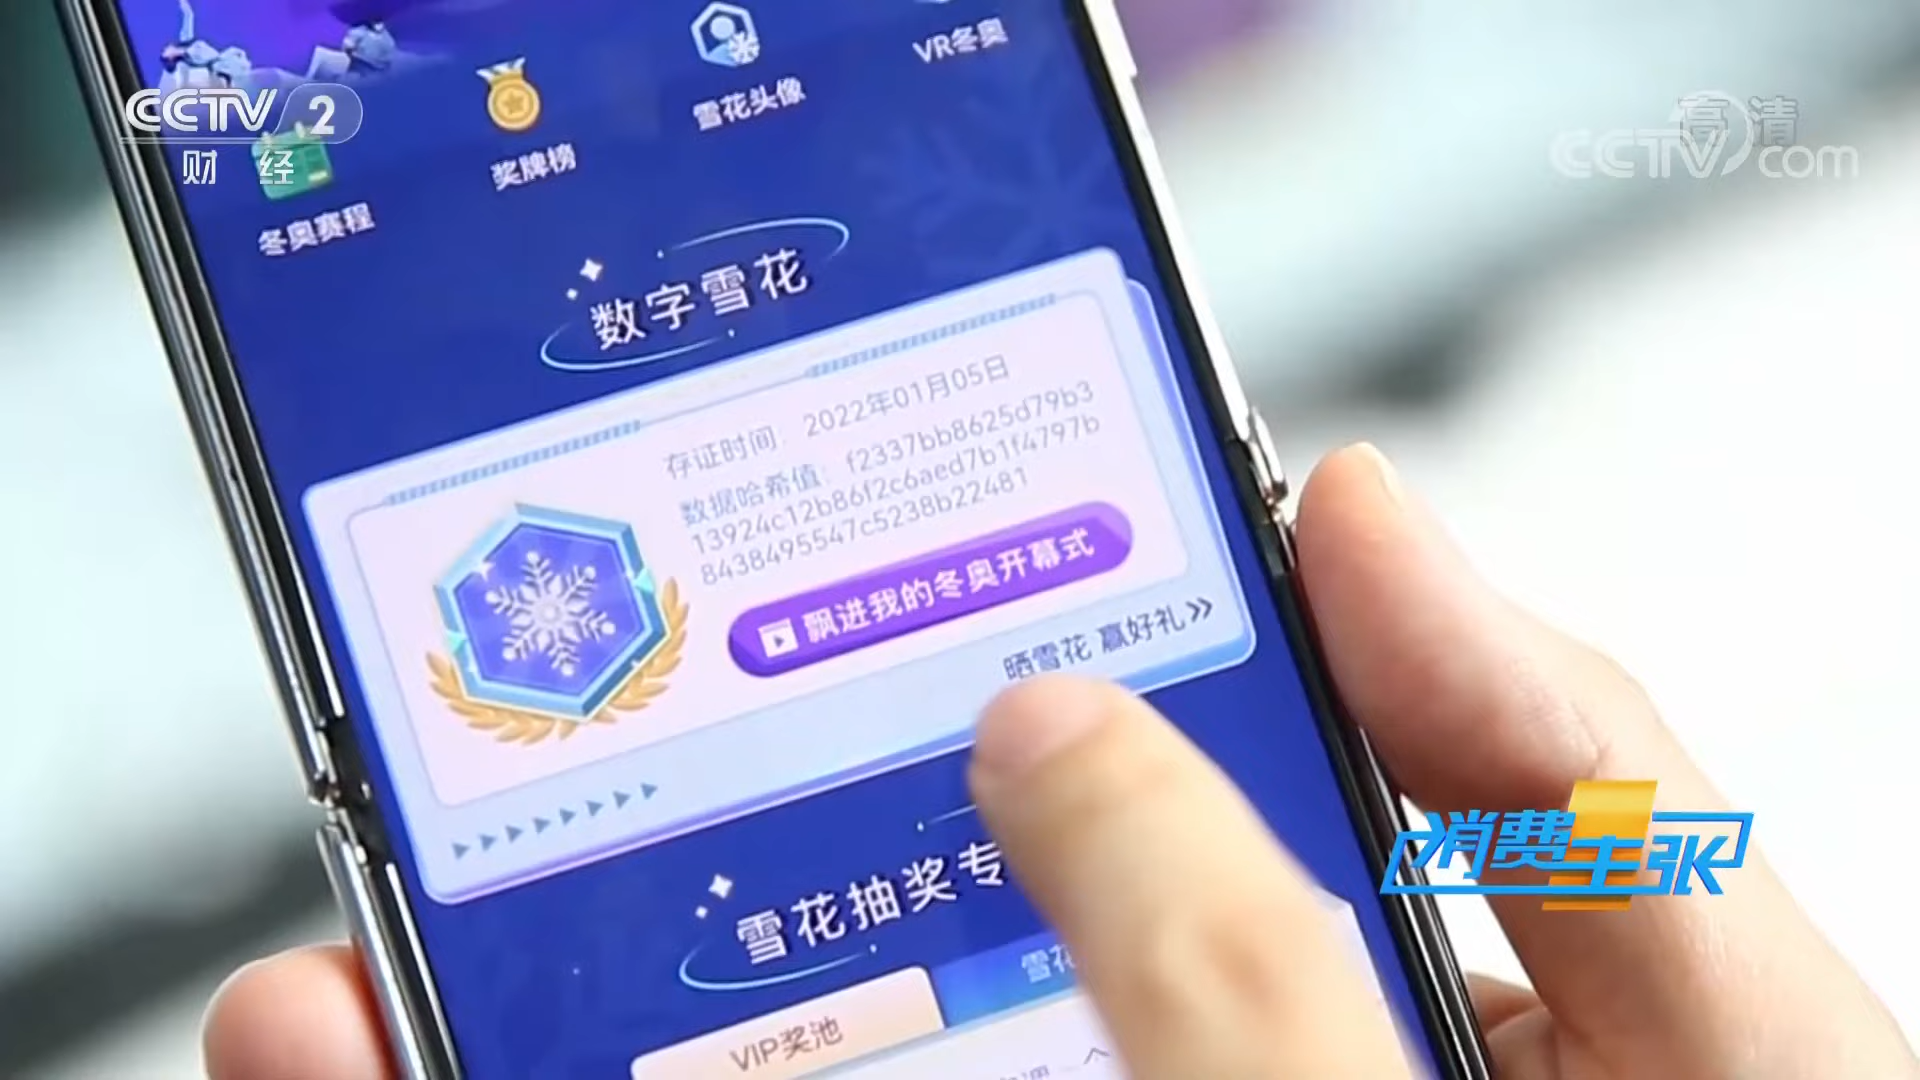 VR冬奥
雪花头像
奖牌榜
冬奥赛程
CCTV 2
财 经
高清
CCTV.com
数字雪花
存证时间：2022年01月05日
数据哈希值：f2337bb8625d79b3
13924c12b86f2c6aed7b1f4797b
8438495547c5238b22481
飘进我的冬奥开幕式
晒雪花 赢好礼
消费主张
雪花抽奖专
雪花
VIP奖池